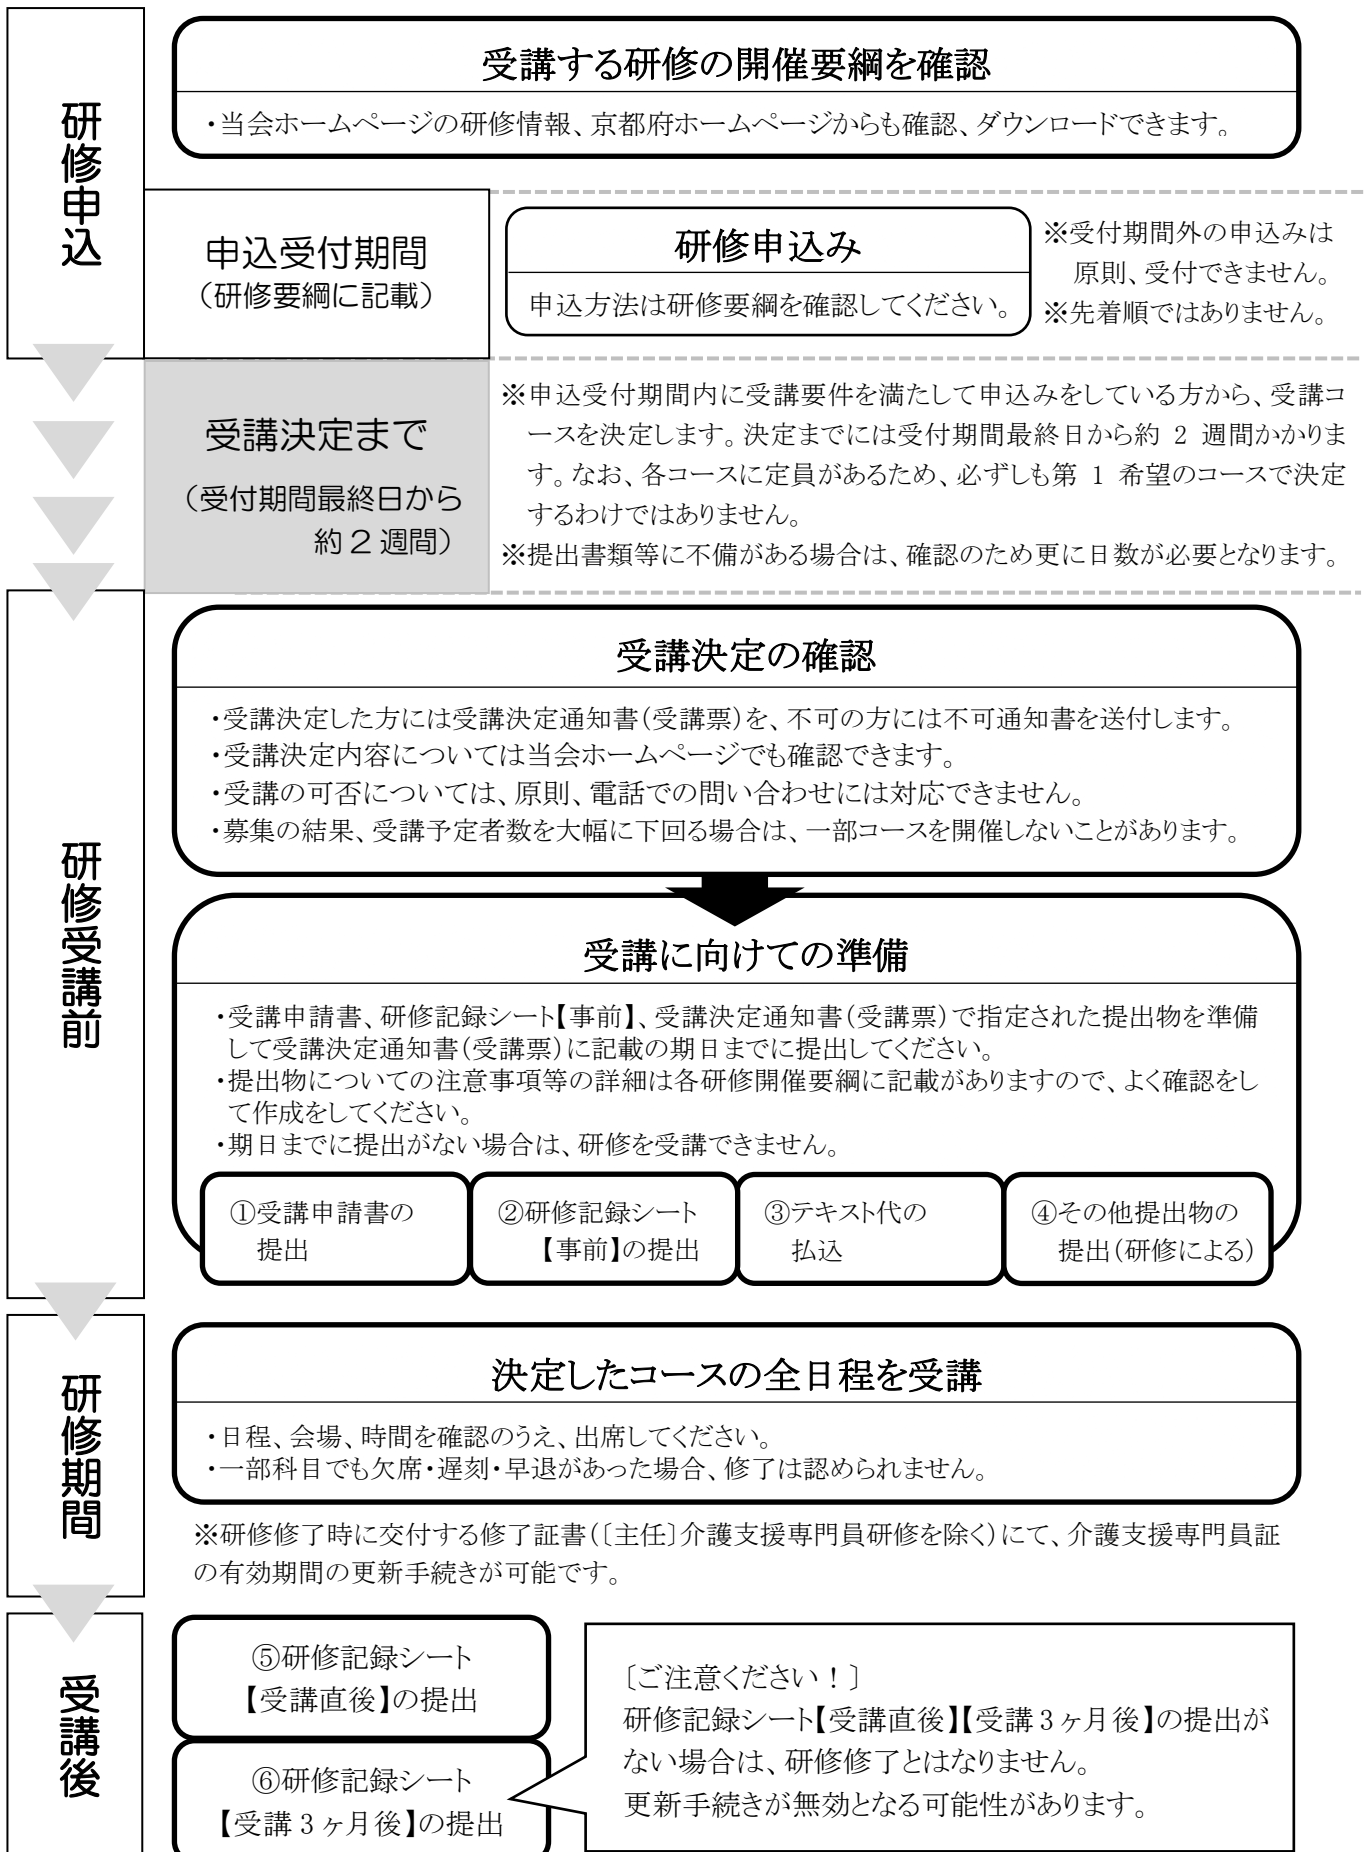 研修申込
受講する研修の開催要綱を確認
・当会ホームページの研修情報、京都府ホームページからも確認、ダウンロードできます。
申込受付期間
（研修要綱に記載）
研修申込み
申込方法は研修要綱を確認してください。
※受付期間外の申込みは
原則、受付できません。
※先着順ではありません。
受講決定まで
（受付期間最終日から
約２週間）
※申込受付期間内に受講要件を満たして申込みをしている方から、受講コ
ースを決定します。決定までには受付期間最終日から約 2 週間かかりま
す。なお、各コースに定員があるため、必ずしも第 1 希望のコースで決定
するわけではありません。
※提出書類等に不備がある場合は、確認のため更に日数が必要となります。
研修受講前
受講決定の確認
・受講決定した方には受講決定通知書（受講票）を、不可の方には不可通知書を送付します。
・受講決定内容については当会ホームページでも確認できます。
・受講の可否については、原則、電話での問い合わせには対応できません。
・募集の結果、受講予定者数を大幅に下回る場合は、一部コースを開催しないことがあります。
受講に向けての準備
・受講申請書、研修記録シート【事前】、受講決定通知書（受講票）で指定された提出物を準備
して受講決定通知書（受講票）に記載の期日までに提出してください。
・提出物についての注意事項等の詳細は各研修開催要綱に記載がありますので、よく確認をし
て作成をしてください。
・期日までに提出がない場合は、研修を受講できません。
①受講申請書の
提出
②研修記録シート
【事前】の提出
③テキスト代の
払込
④その他提出物の
提出（研修による）
研修期間
決定したコースの全日程を受講
・日程、会場、時間を確認のうえ、出席してください。
・一部科目でも欠席・遅刻・早退があった場合、修了は認められません。
※研修修了時に交付する修了証書（〔主任〕介護支援専門員研修を除く）にて、介護支援専門員証
の有効期間の更新手続きが可能です。
受講後
⑤研修記録シート
【受講直後】の提出
⑥研修記録シート
【受講３ヶ月後】の提出
〔ご注意ください！〕
研修記録シート【受講直後】【受講３ヶ月後】の提出が
ない場合は、研修修了とはなりません。
更新手続きが無効となる可能性があります。